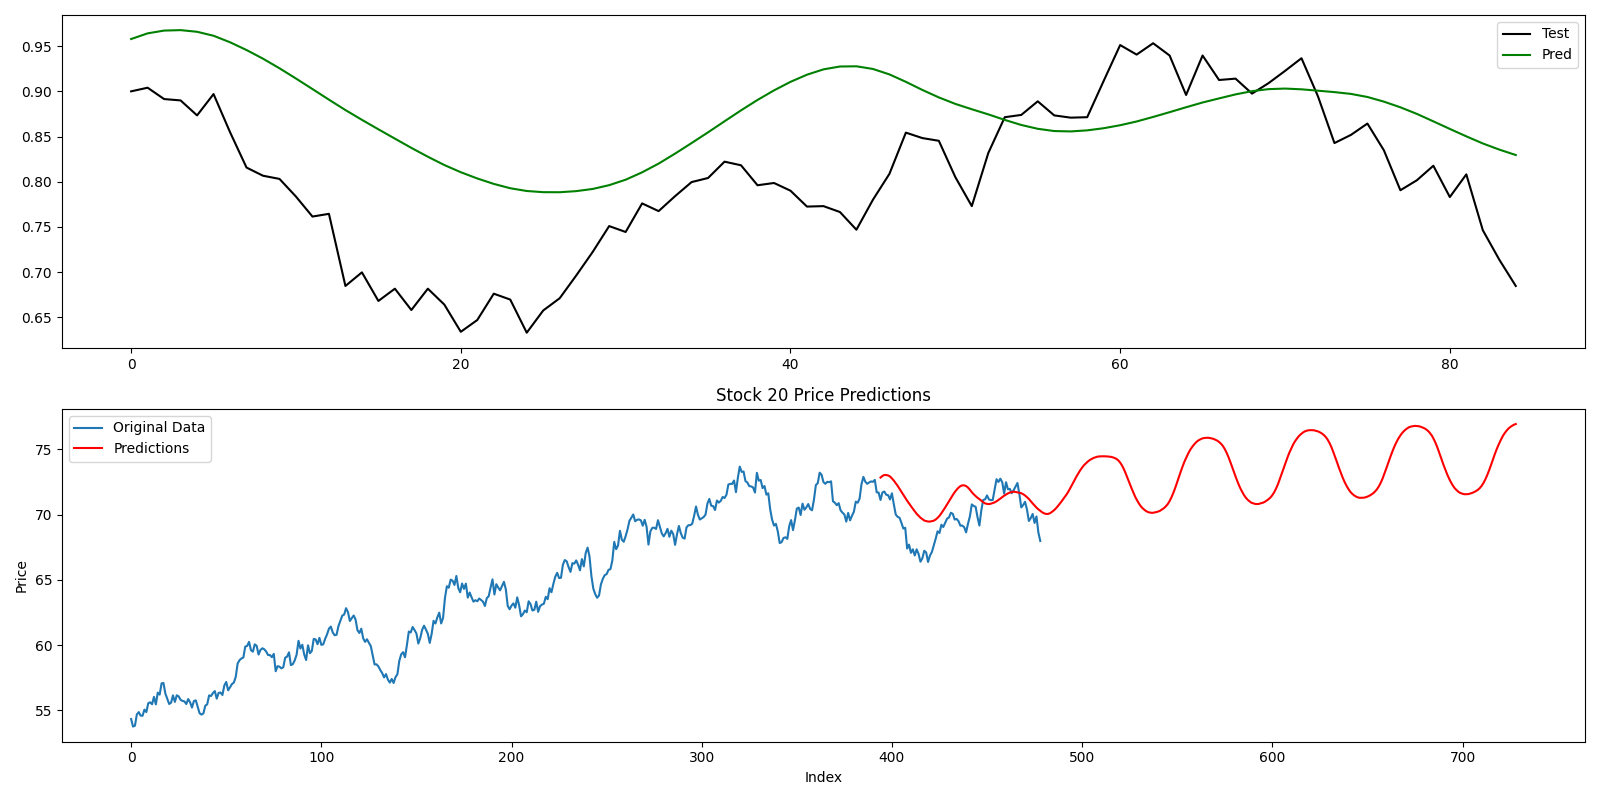 0.95
0.90
0.85
0.80
0.75
0.70
0.65
Test
Pred
0 20 40 60 80
Stock 20 Price Predictions
Original Data
Predictions
Price
75
70
65
60
55
0 100 200 300 400 500 600 700
Index